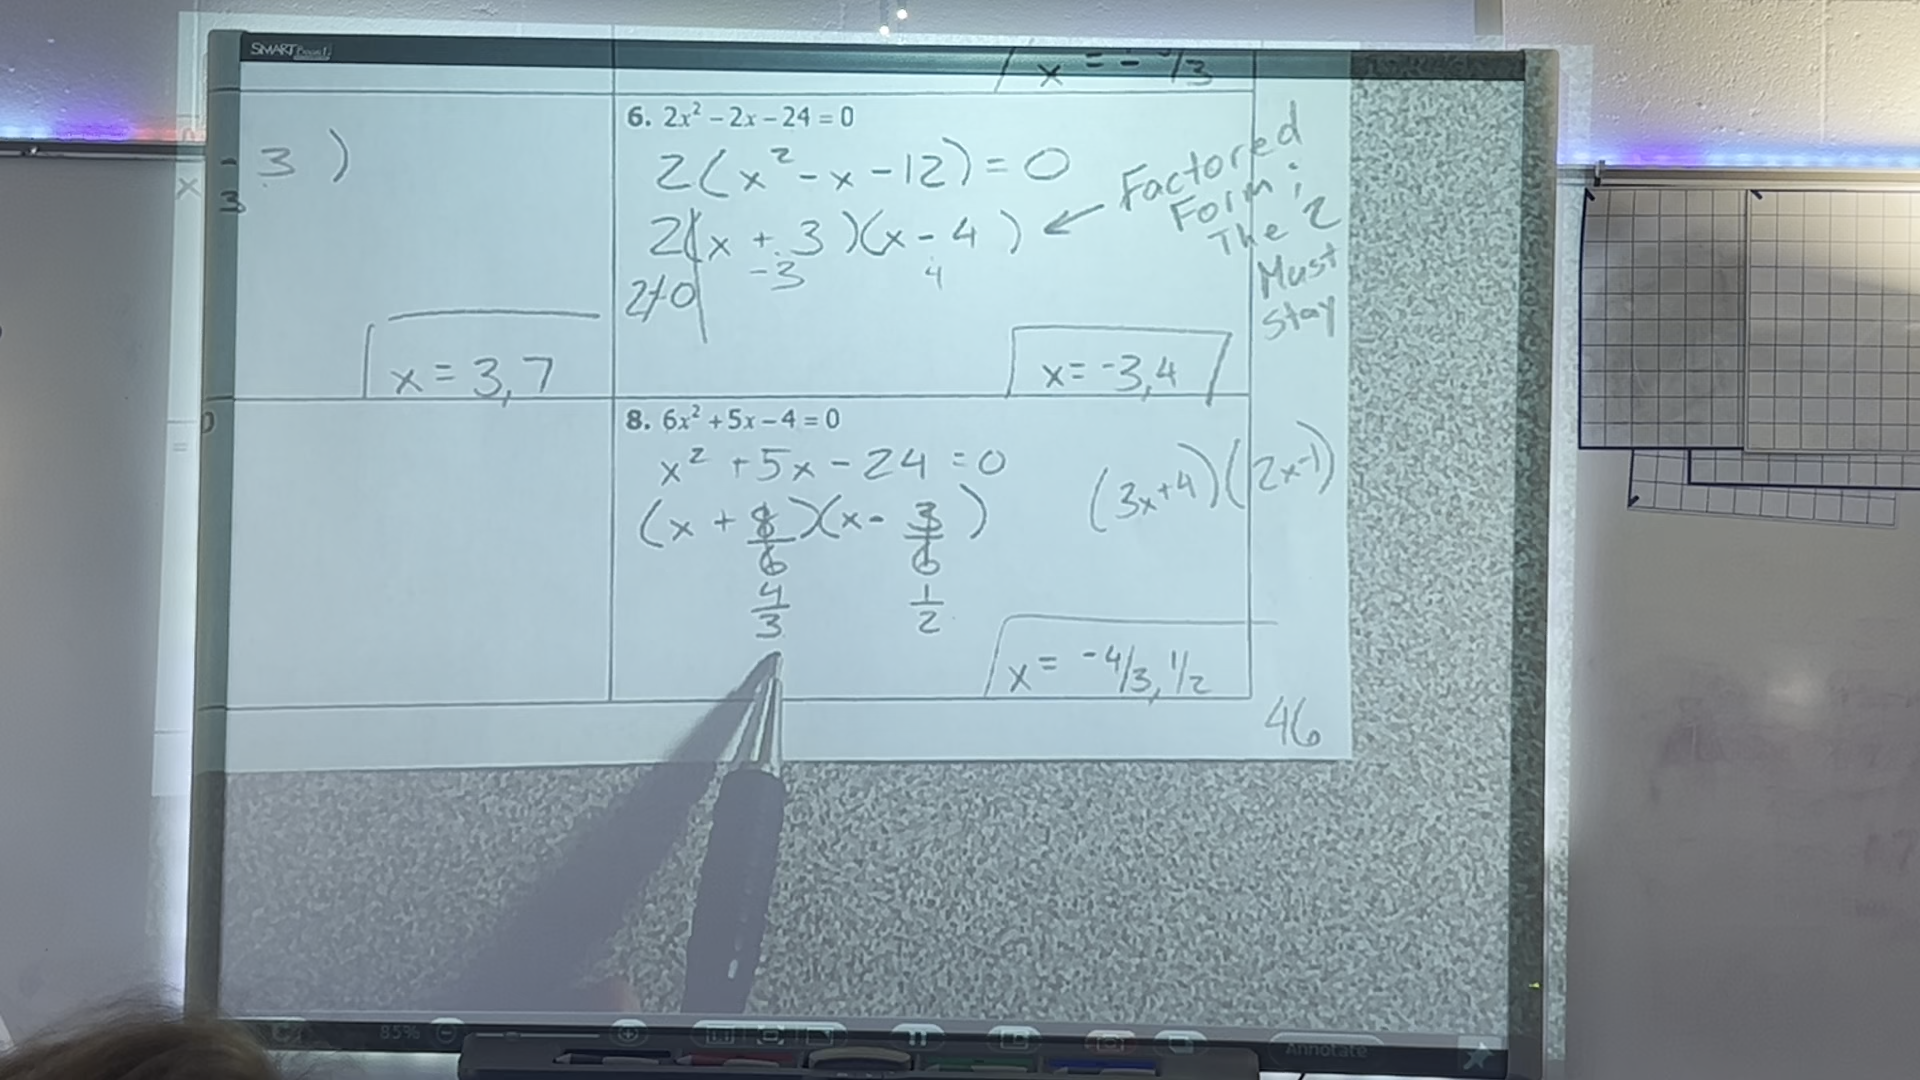 SMART Board
x = - /3
- 3 )
x
3
x = 3,7
0
=
6. 2x² – 2x – 24 = 0
2(x² - x - 12) = 0
2(x + 3)(x - 4)
-3 4
2≠0
← Factored
Form:
The 2
Must
stay
x = -3,4
8. 6x² + 5x – 4 = 0
x² + 5x - 24 = 0
(x + 8/6)(x - 3/6)
4/3 1/2
(3x+4)(2x-1)
x = -4/3, 1/2
46
85%
Annotate